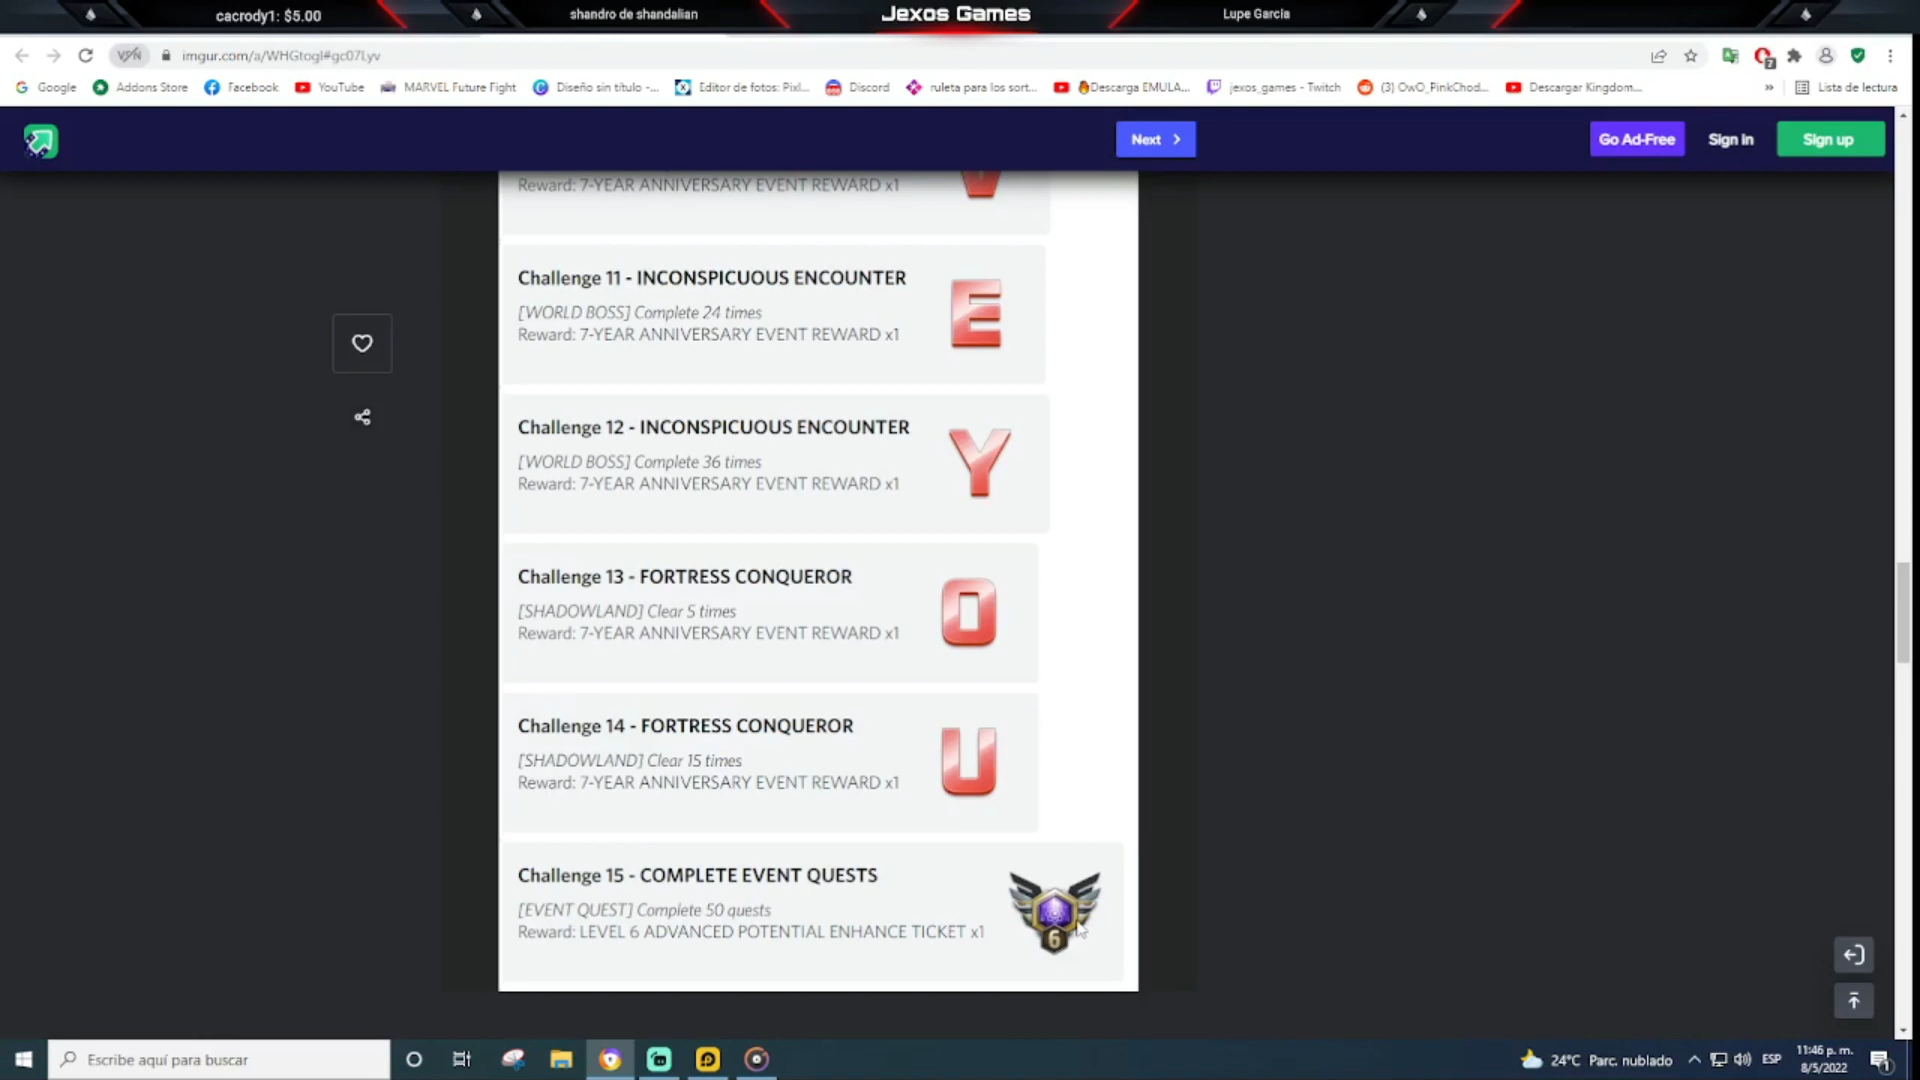 cacrody1: $5.00
shandro de shandalian
Jexos Games
Lupe Garcia
VPN
imgur.com/a/WHGtogI#gc07Lyv
Google
Addons Store
Facebook
YouTube
MARVEL Future Fight
Diseño sin título -...
Editor de fotos: Pixl...
Discord
ruleta para los sort...
Descarga EMULA...
jexos_games - Twitch
(3) OwO_PinkChod...
Descargar Kingdom...
»
Lista de lectura
Next
Go Ad-Free
Sign in
Sign up
Reward: 7-YEAR ANNIVERSARY EVENT REWARD x1
V
Challenge 11 - INCONSPICUOUS ENCOUNTER
[WORLD BOSS] Complete 24 times
Reward: 7-YEAR ANNIVERSARY EVENT REWARD x1
E
Challenge 12 - INCONSPICUOUS ENCOUNTER
[WORLD BOSS] Complete 36 times
Reward: 7-YEAR ANNIVERSARY EVENT REWARD x1
Y
Challenge 13 - FORTRESS CONQUEROR
[SHADOWLAND] Clear 5 times
Reward: 7-YEAR ANNIVERSARY EVENT REWARD x1
O
Challenge 14 - FORTRESS CONQUEROR
[SHADOWLAND] Clear 15 times
Reward: 7-YEAR ANNIVERSARY EVENT REWARD x1
U
Challenge 15 - COMPLETE EVENT QUESTS
[EVENT QUEST] Complete 50 quests
Reward: LEVEL 6 ADVANCED POTENTIAL ENHANCE TICKET x1
6
Escribe aquí para buscar
24°C Parc. nublado
ESP
11:46 p. m.
8/5/2022
1